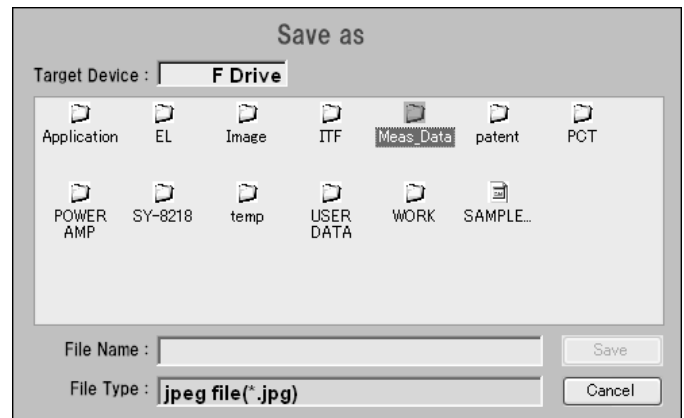 Save as
Target Device : F Drive
Application EL Image ITF Meas_Data patent PCT
POWER AMP SY-8218 temp USER DATA WORK SAMPLE...
File Name : Save
File Type : jpeg file(*.jpg) Cancel